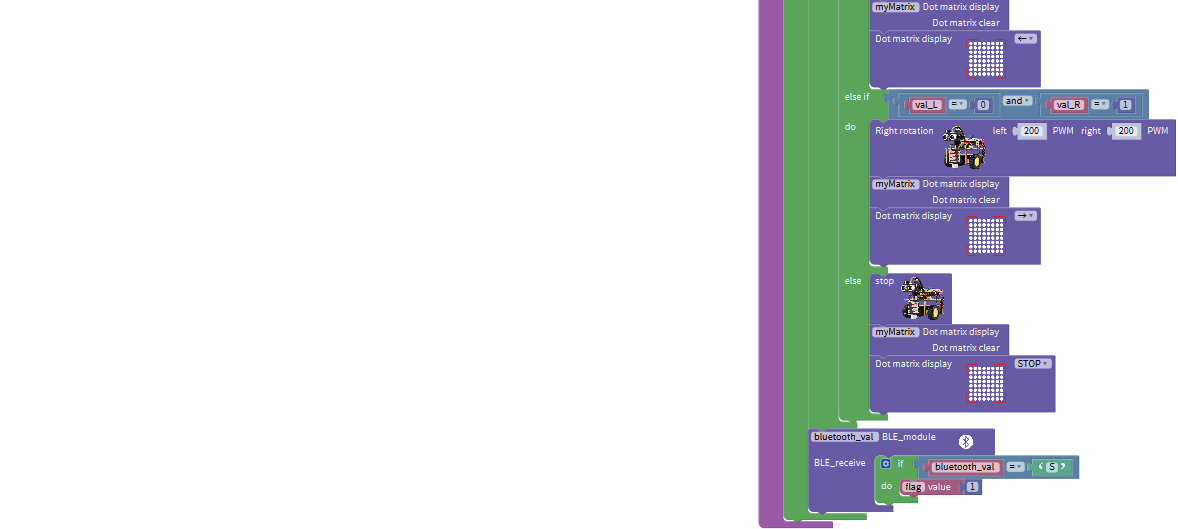 myMatrix Dot matrix display
Dot matrix clear
Dot matrix display ←
else if val_L = 0 and val_R = 1
do Right rotation left 200 PWM right 200 PWM
myMatrix Dot matrix display
Dot matrix clear
Dot matrix display →
else stop
myMatrix Dot matrix display
Dot matrix clear
Dot matrix display STOP
bluetooth_val BLE_module
BLE_receive if bluetooth_val = “ S ”
do flag value 1